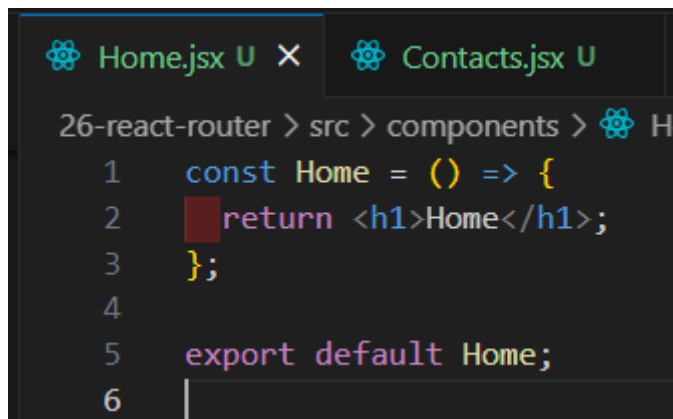 Home.jsx U
Contacts.jsx U
26-react-router > src > components > H
1 const Home = () => {
2 return <h1>Home</h1>;
3 };
4
5 export default Home;
6